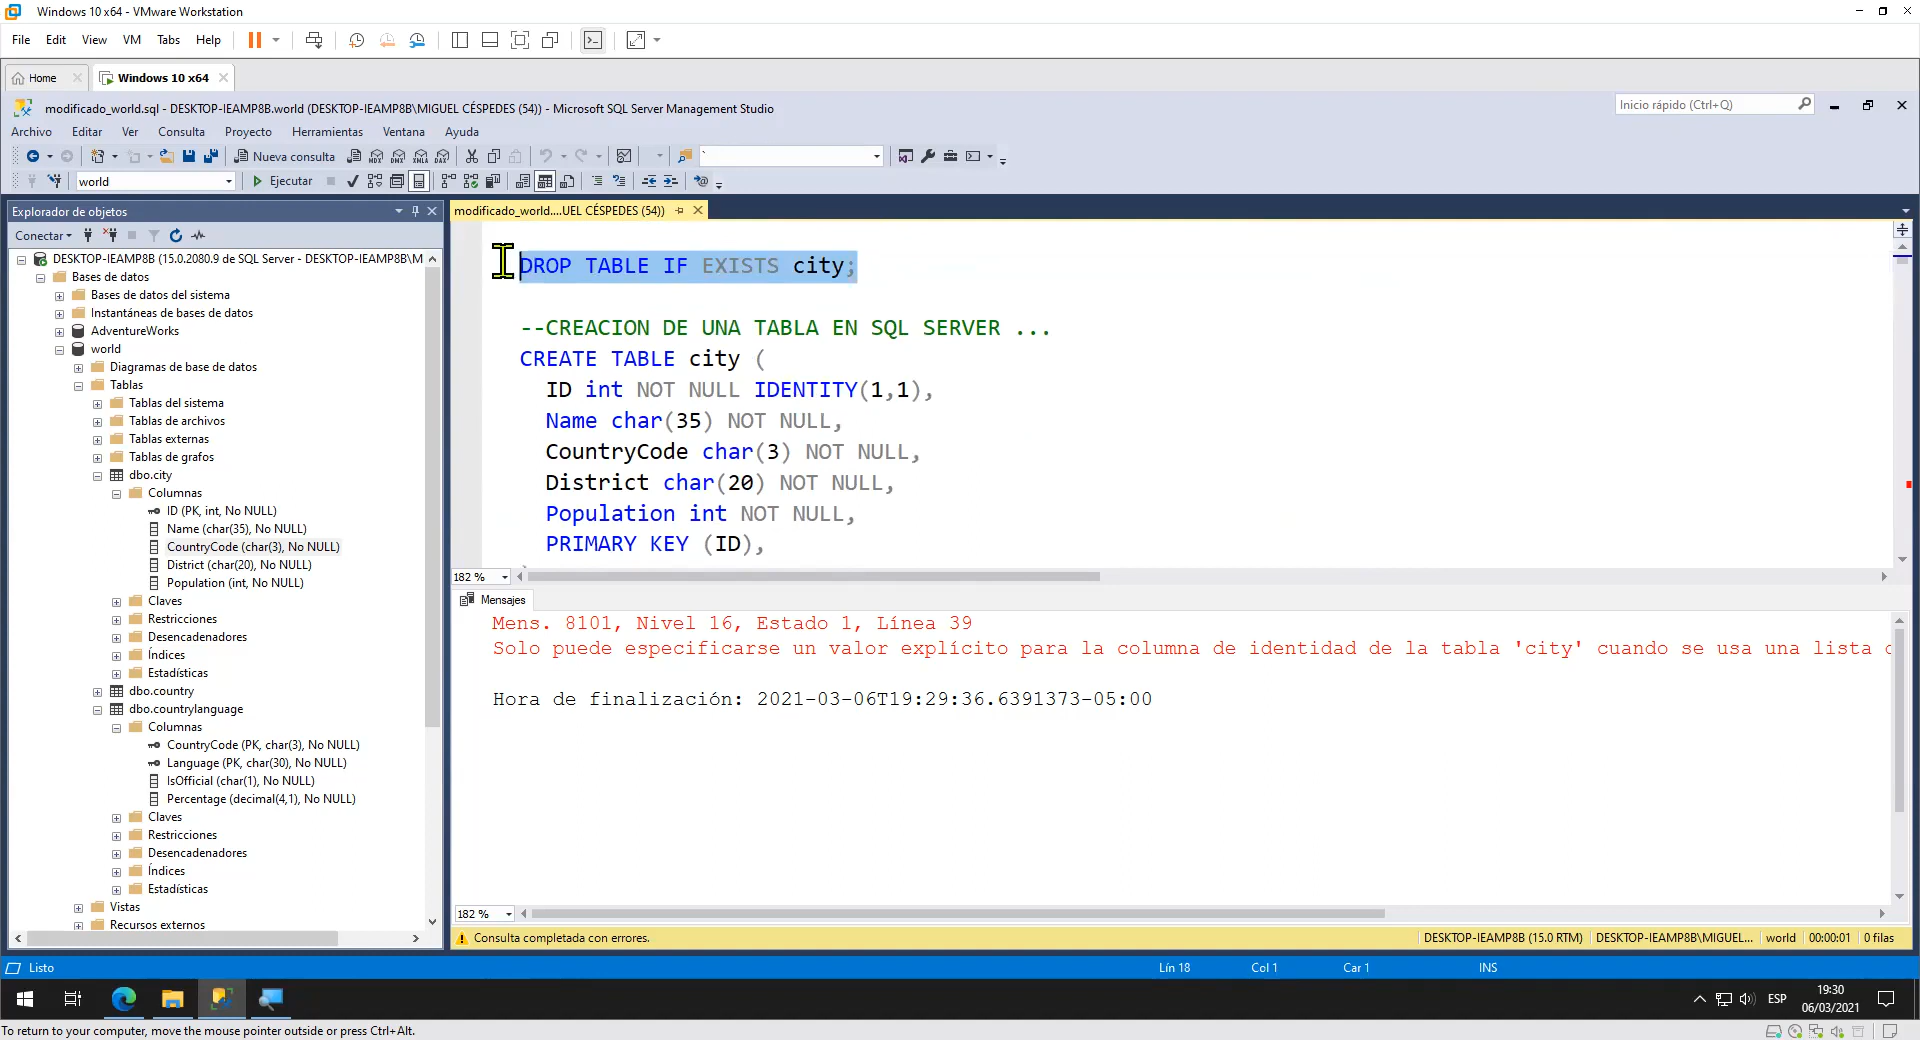 Windows 10 x64 - VMware Workstation
File Edit View VM Tabs Help
Home Windows 10 x64
modificado_world.sql - DESKTOP-IEAMP8B.world (DESKTOP-IEAMP8B\MIGUEL CÉSPEDES (54)) - Microsoft SQL Server Management Studio
Inicio rápido (Ctrl+Q)
Archivo Editar Ver Consulta Proyecto Herramientas Ventana Ayuda
Nueva consulta
MDX DMX XMLA DAX
world Ejecutar
Explorador de objetos
Conectar
DESKTOP-IEAMP8B (15.0.2080.9 de SQL Server - DESKTOP-IEAMP8B\M
Bases de datos
Bases de datos del sistema
Instantáneas de bases de datos
AdventureWorks
world
Diagramas de base de datos
Tablas
Tablas del sistema
Tablas de archivos
Tablas externas
Tablas de grafos
dbo.city
Columnas
ID (PK, int, No NULL)
Name (char(35), No NULL)
CountryCode (char(3), No NULL)
District (char(20), No NULL)
Population (int, No NULL)
Claves
Restricciones
Desencadenadores
Índices
Estadísticas
dbo.country
dbo.countrylanguage
Columnas
CountryCode (PK, char(3), No NULL)
Language (PK, char(30), No NULL)
IsOfficial (char(1), No NULL)
Percentage (decimal(4,1), No NULL)
Claves
Restricciones
Desencadenadores
Índices
Estadísticas
Vistas
Recursos externos
modificado_world....UEL CÉSPEDES (54))
DROP TABLE IF EXISTS city;
--CREACION DE UNA TABLA EN SQL SERVER ...
CREATE TABLE city (
ID int NOT NULL IDENTITY(1,1),
Name char(35) NOT NULL,
CountryCode char(3) NOT NULL,
District char(20) NOT NULL,
Population int NOT NULL,
PRIMARY KEY (ID),
182 %
Mensajes
Mens. 8101, Nivel 16, Estado 1, Línea 39
Solo puede especificarse un valor explícito para la columna de identidad de la tabla 'city' cuando se usa una lista
Hora de finalización: 2021-03-06T19:29:36.6391373-05:00
182 %
Consulta completada con errores. DESKTOP-IEAMP8B (15.0 RTM) DESKTOP-IEAMP8B\MIGUEL... world 00:00:01 0 filas
Listo Lín 18 Col 1 Car 1 INS
ESP 19:30
06/03/2021
To return to your computer, move the mouse pointer outside or press Ctrl+Alt.